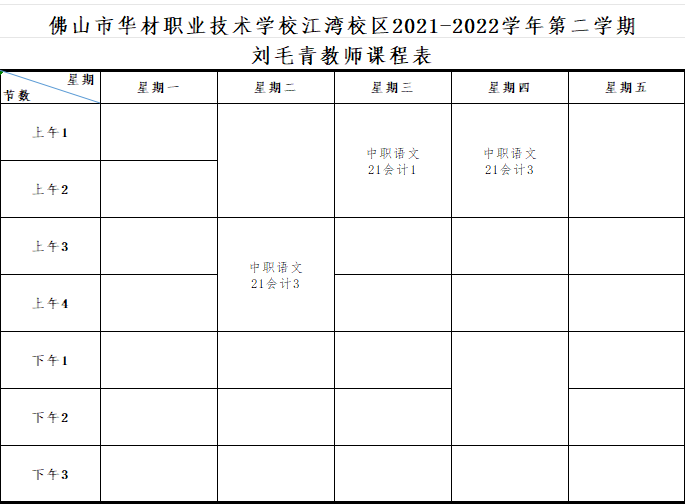 佛山市华材职业技术学校江湾校区2021-2022学年第二学期
刘毛青教师课程表
星期
节数
星期一
星期二
星期三
星期四
星期五
上午1
中职语文
21会计1
中职语文
21会计3
上午2
上午3
中职语文
21会计3
上午4
下午1
下午2
下午3